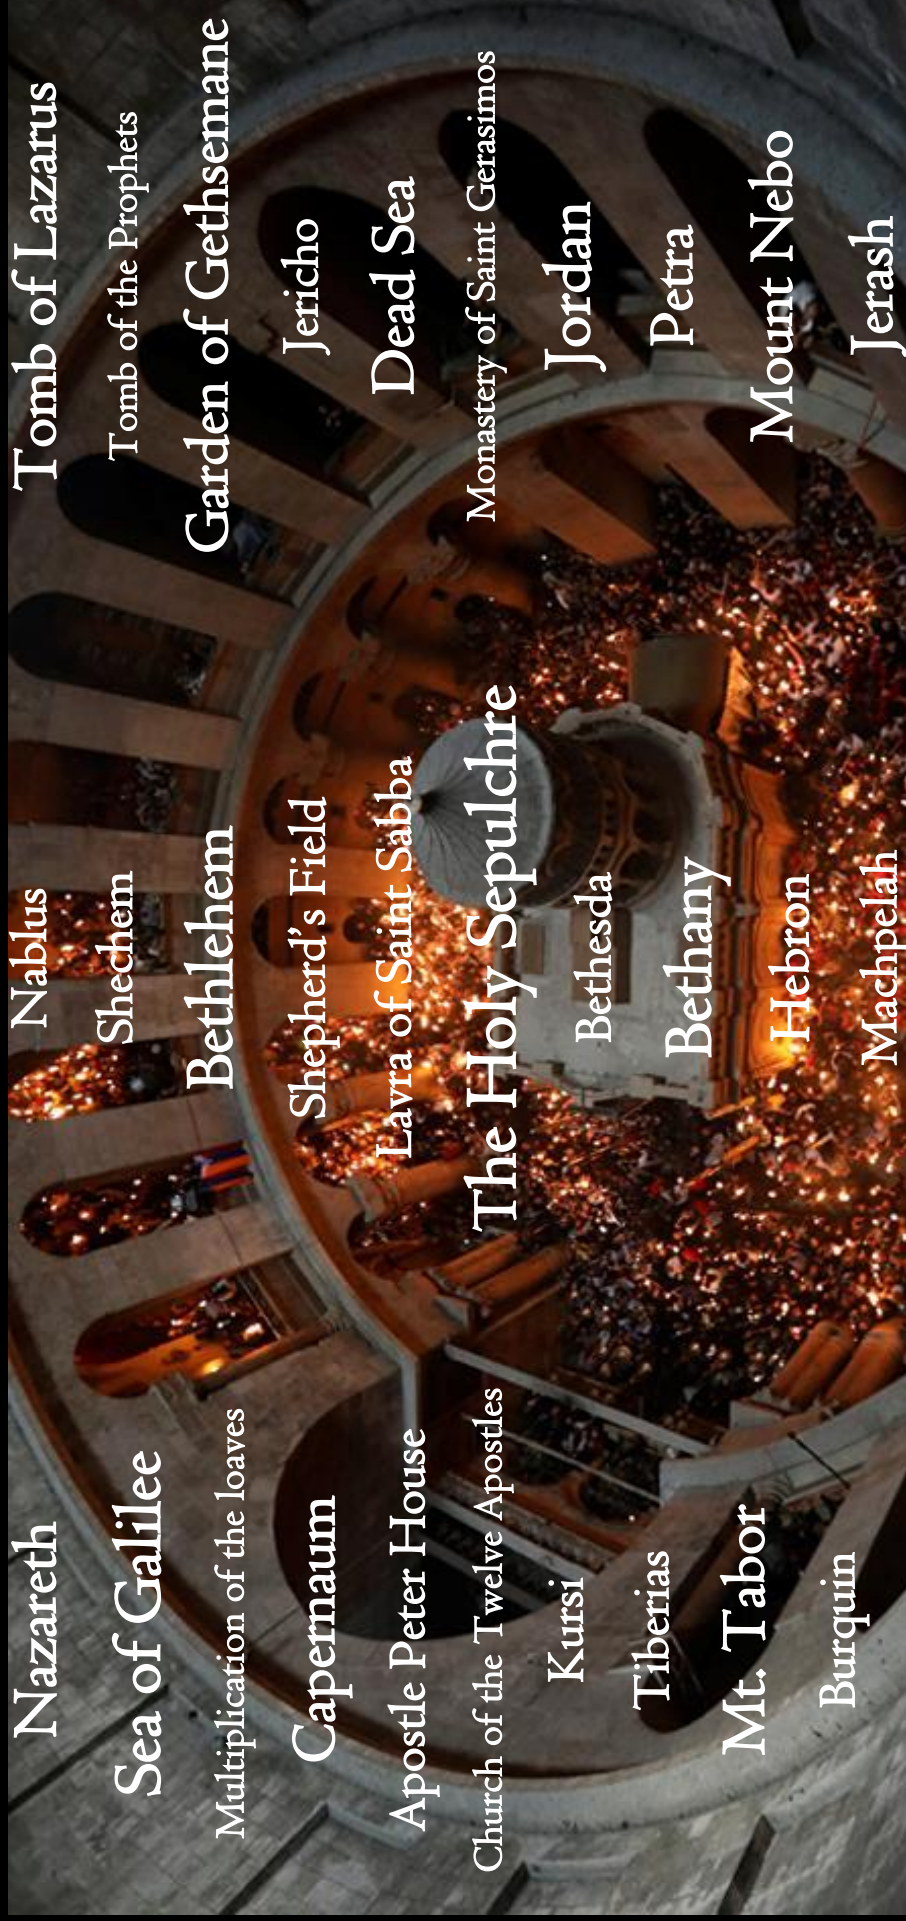 Nazareth
Sea of Galilee
Multiplication of the loaves
Capernaum
Apostle Peter House
Church of the Twelve Apostles
Kursi
Tiberias
Mt. Tabor
Burquin
Nablus
Shechem
Bethlehem
Shepherd's Field
Lavra of Saint Sabba
The Holy Sepulchre
Bethesda
Bethany
Hebron
Machpelah
Tomb of Lazarus
Tomb of the Prophets
Garden of Gethsemane
Jericho
Dead Sea
Monastery of Saint Gerasimos
Jordan
Petra
Mount Nebo
Jerash